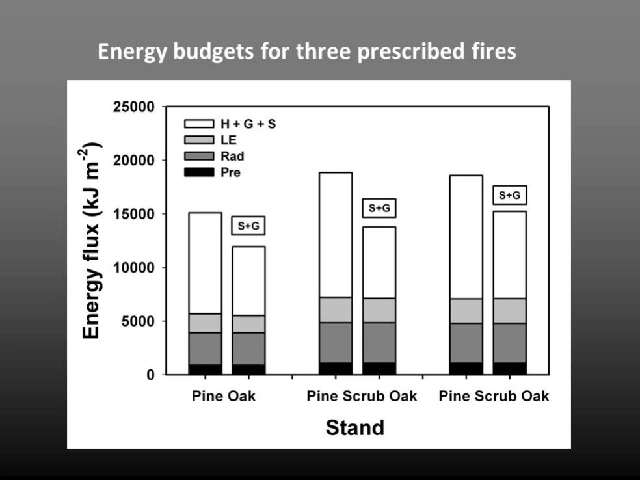 Energy budgets for three prescribed fires
Energy flux (kJ m-2)
25000
20000
15000
10000
5000
0
H + G + S
LE
Rad
Pre
S+G
S+G
S+G
Pine Oak
Pine Scrub Oak
Pine Scrub Oak
Stand